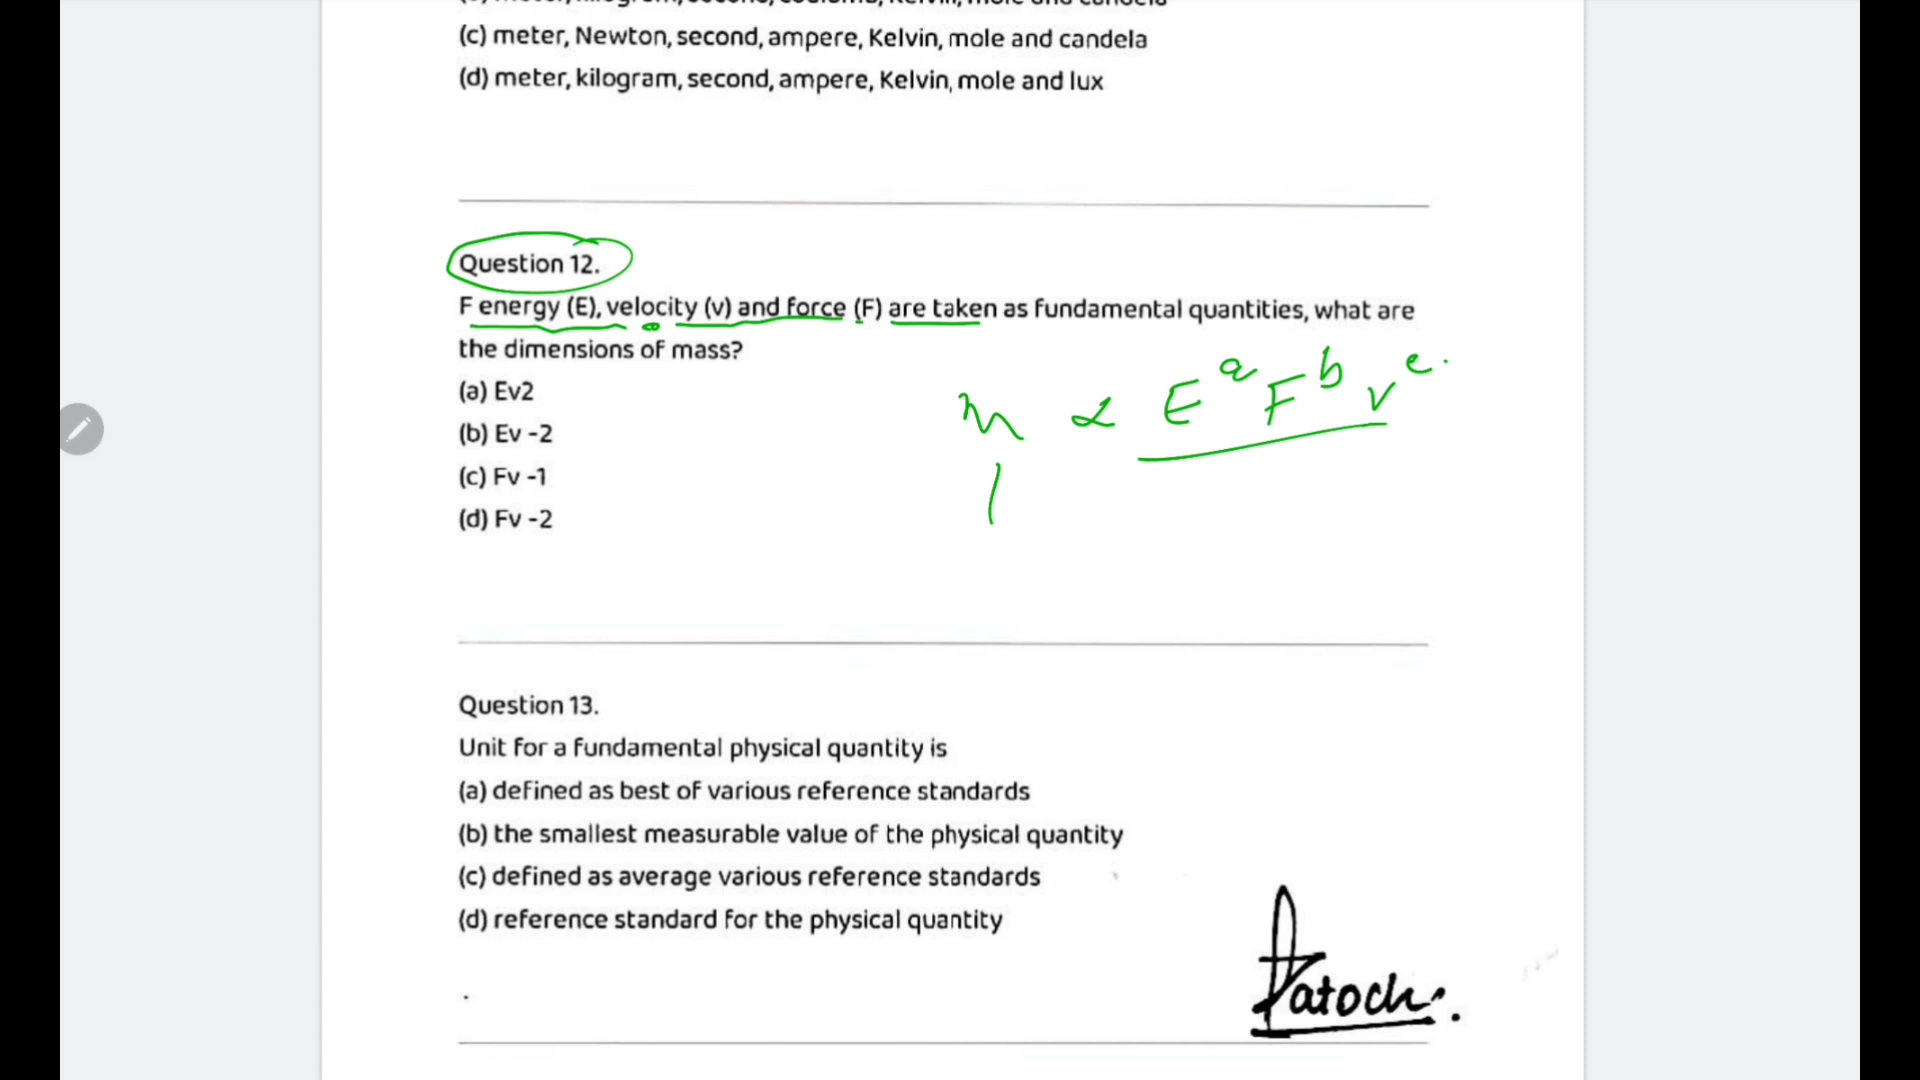 (c) meter, Newton, second, ampere, Kelvin, mole and candela
(d) meter, kilogram, second, ampere, Kelvin, mole and lux
Question 12.
F energy (E), velocity (v) and force (F) are taken as fundamental quantities, what are
the dimensions of mass?
(a) Ev2
(b) Ev -2
(c) Fv -1
(d) Fv -2
m ∝ E^a F^b v^c.
Question 13.
Unit for a fundamental physical quantity is
(a) defined as best of various reference standards
(b) the smallest measurable value of the physical quantity
(c) defined as average various reference standards
(d) reference standard for the physical quantity